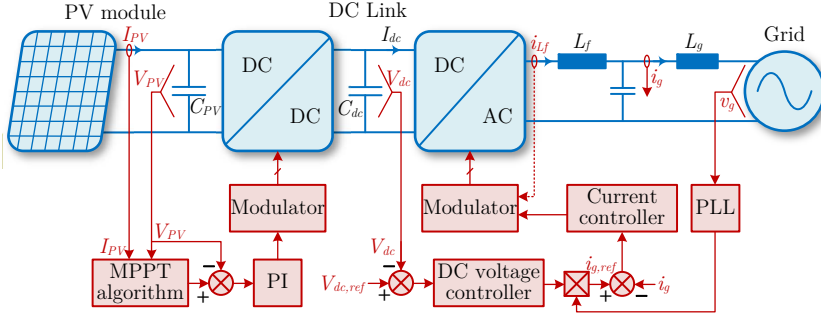 PV module
DC Link
Grid
I_PV
I_dc
i_Lf
L_f
L_g
V_PV
C_PV
DC
DC
V_dc
C_dc
DC
AC
i_g
v_g
Modulator
Modulator
Current
controller
PLL
V_PV
I_PV
V_dc
i_g,ref
MPPT
algorithm
−
+
PI
V_dc,ref
−
+
DC voltage
controller
+
−
i_g